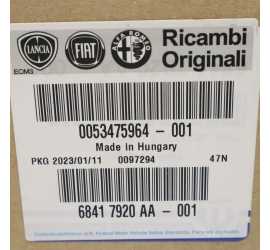 LANCIA FIAT ALFA ROMEO Ricambi
ECM3 Originali
0053475964 - 001
Made in Hungary
PKG 2023/01/11 0097294 47N
6841 7920 AA - 001